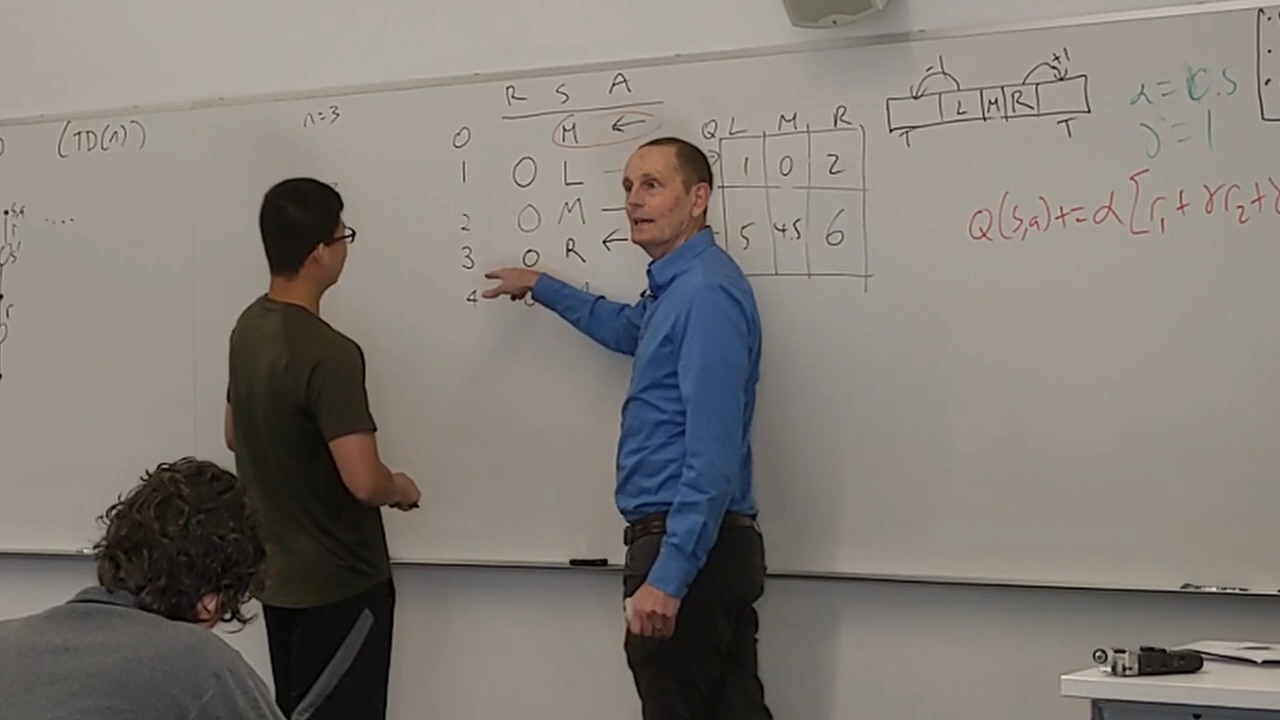 (TD(n))
n=3
R S A
0 M ←
1 0 L
2 0 M
3 0 R ←
4
Q L M R
1 0 2
5 4.5 6
-1 +1
L M R
T T
α = 0.5
γ = 1
Q(s,a) += α[r₁ + γr₂ +